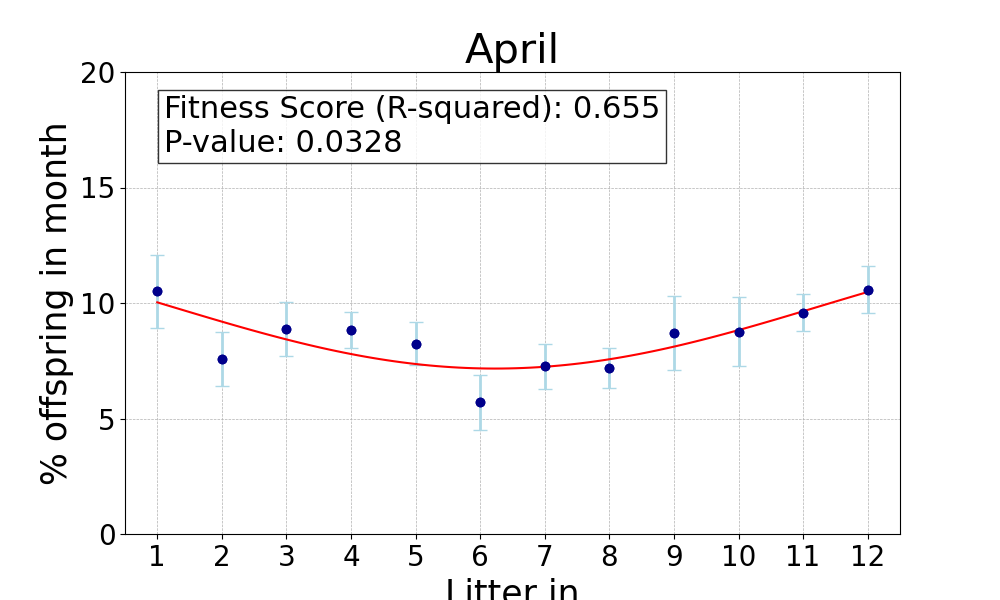 April
Fitness Score (R-squared): 0.655
P-value: 0.0328
% offspring in month
20
15
10
5
0
1 2 3 4 5 6 7 8 9 10 11 12
Litter in